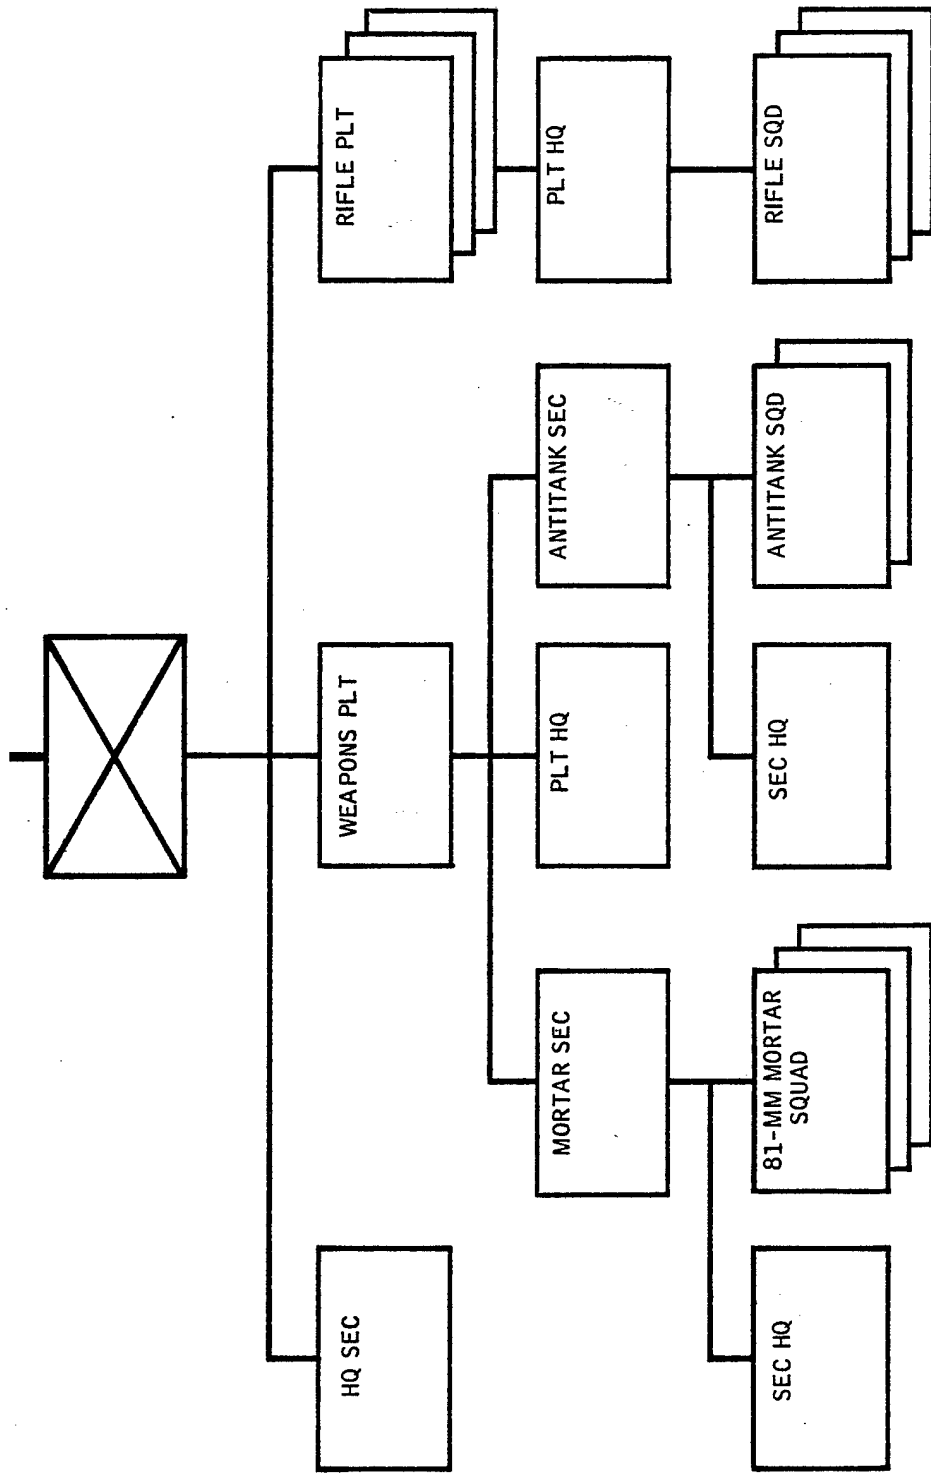 HQ SEC
WEAPONS PLT
RIFLE PLT
MORTAR SEC
PLT HQ
ANTITANK SEC
PLT HQ
SEC HQ
81-MM MORTAR
SQUAD
SEC HQ
ANTITANK SQD
RIFLE SQD